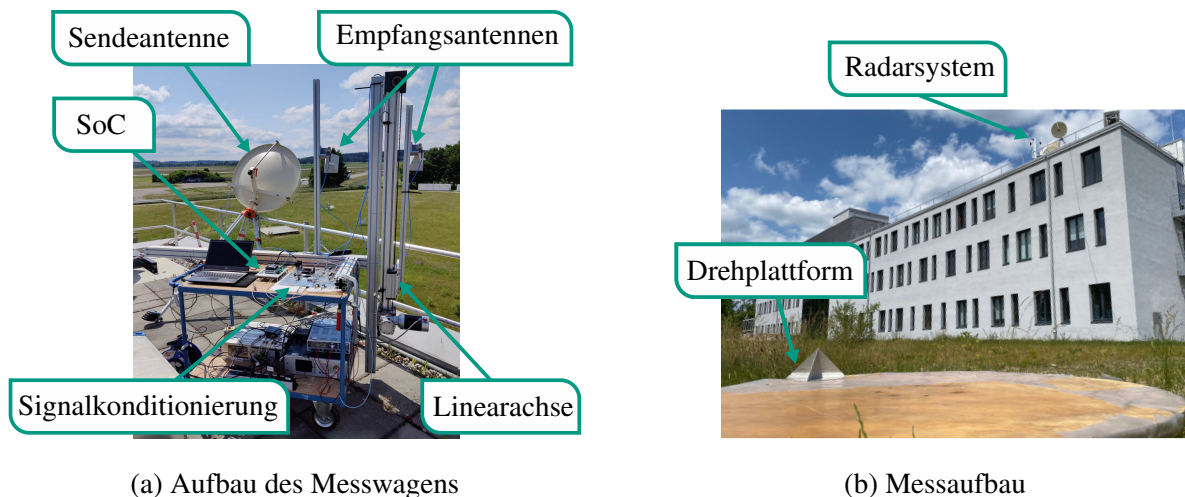 Sendeantenne
Empfangsantennen
SoC
Signalkonditionierung
Linearachse
(a) Aufbau des Messwagens
Radarsystem
Drehplattform
(b) Messaufbau